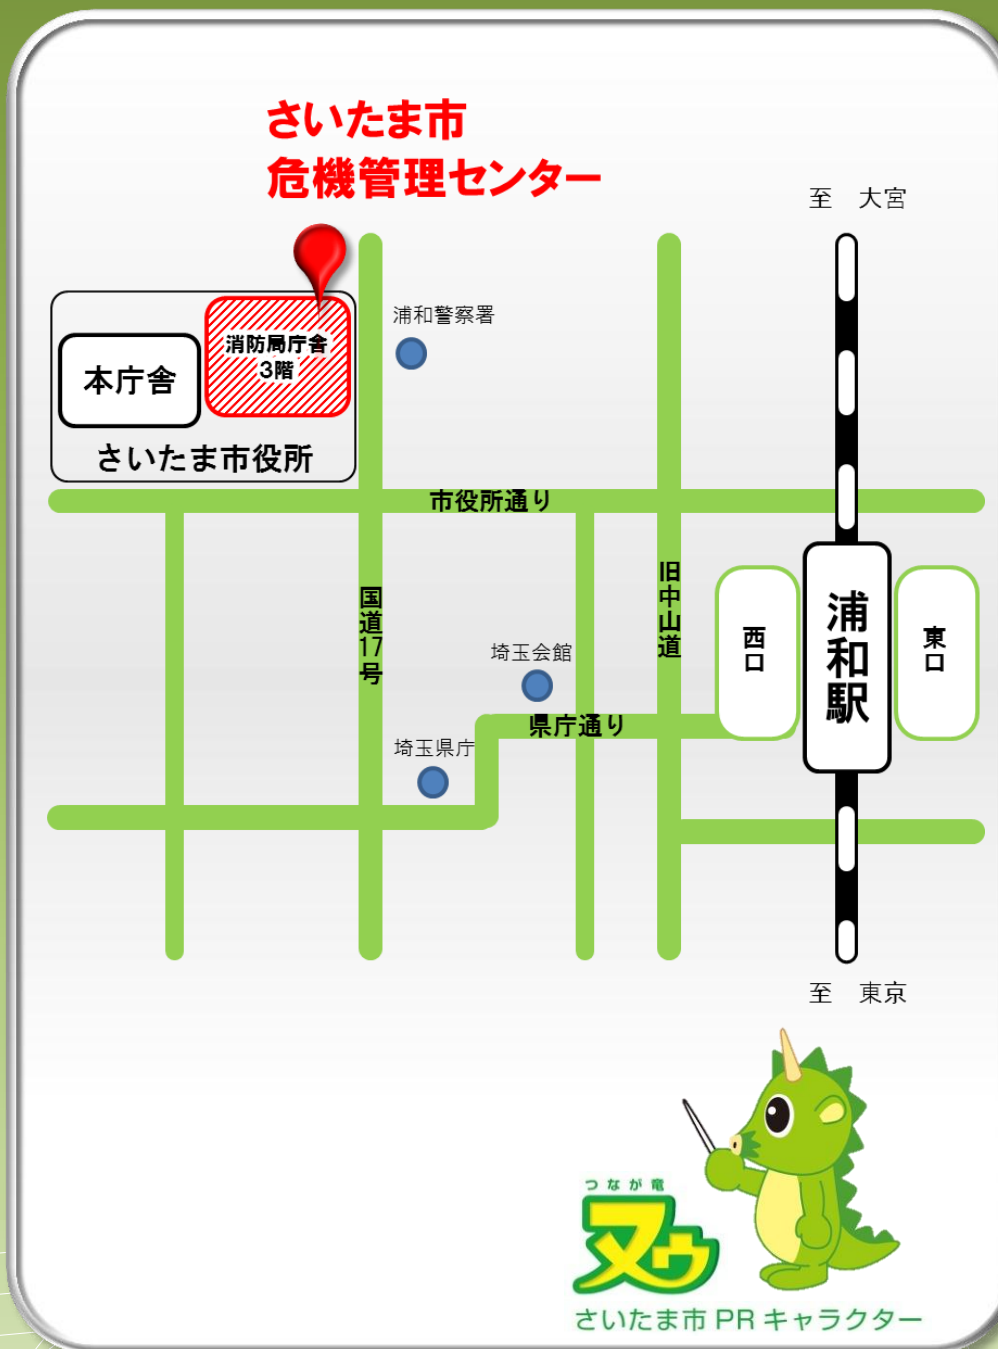 さいたま市
危機管理センター
至　大宮
浦和警察署
消防局庁舎
3階
本庁舎
さいたま市役所
市役所通り
国道17号
旧中山道
西口
浦和駅
東口
埼玉会館
県庁通り
埼玉県庁
至　東京
つなが竜
ヌゥ
さいたま市 PR キャラクター